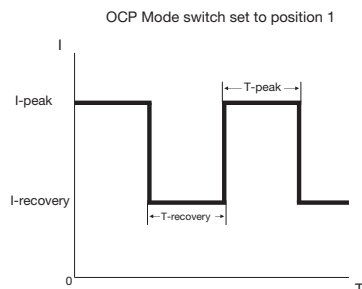 OCP Mode switch set to position 1
I
I-peak
T-peak
I-recovery
T-recovery
0
T